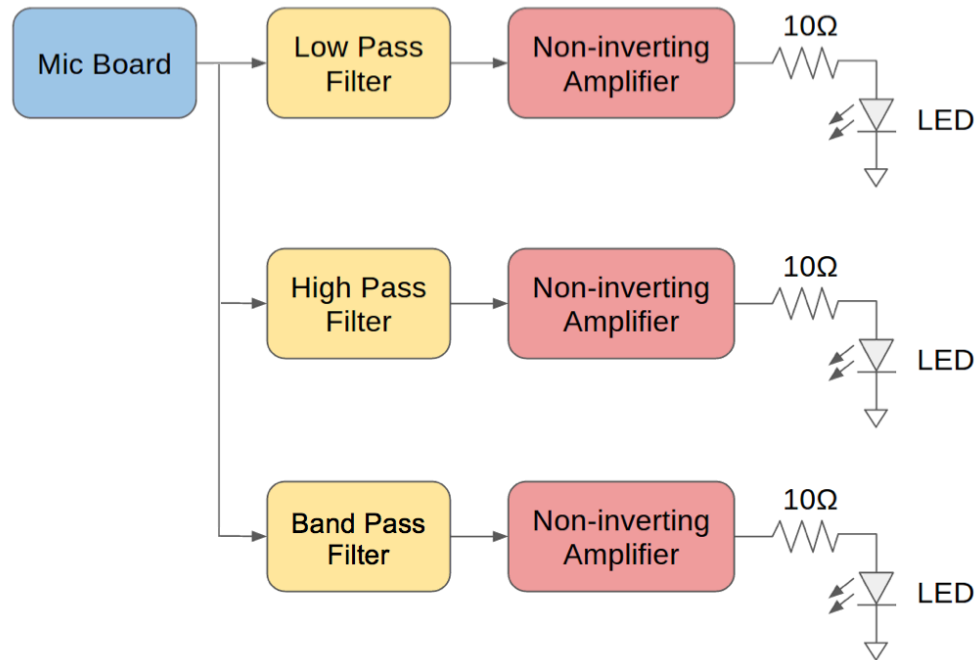 Mic Board
Low Pass
Filter
Non-inverting
Amplifier
10Ω
LED
High Pass
Filter
Non-inverting
Amplifier
10Ω
LED
Band Pass
Filter
Non-inverting
Amplifier
10Ω
LED